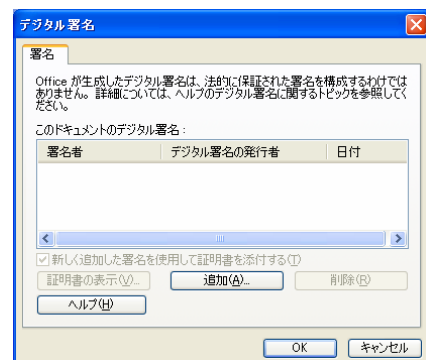 デジタル署名
署名
Office が生成したデジタル署名は、法的に保証された署名を構成するわけでは
ありません。詳細については、ヘルプのデジタル署名に関するトピックを参照してく
ださい。
このドキュメントのデジタル署名:
署名者 デジタル署名の発行者 日付
新しく追加した署名を使用して証明書を添付する(T)
証明書の表示(V)... 追加(A)... 削除(R)
ヘルプ(H)
OK キャンセル